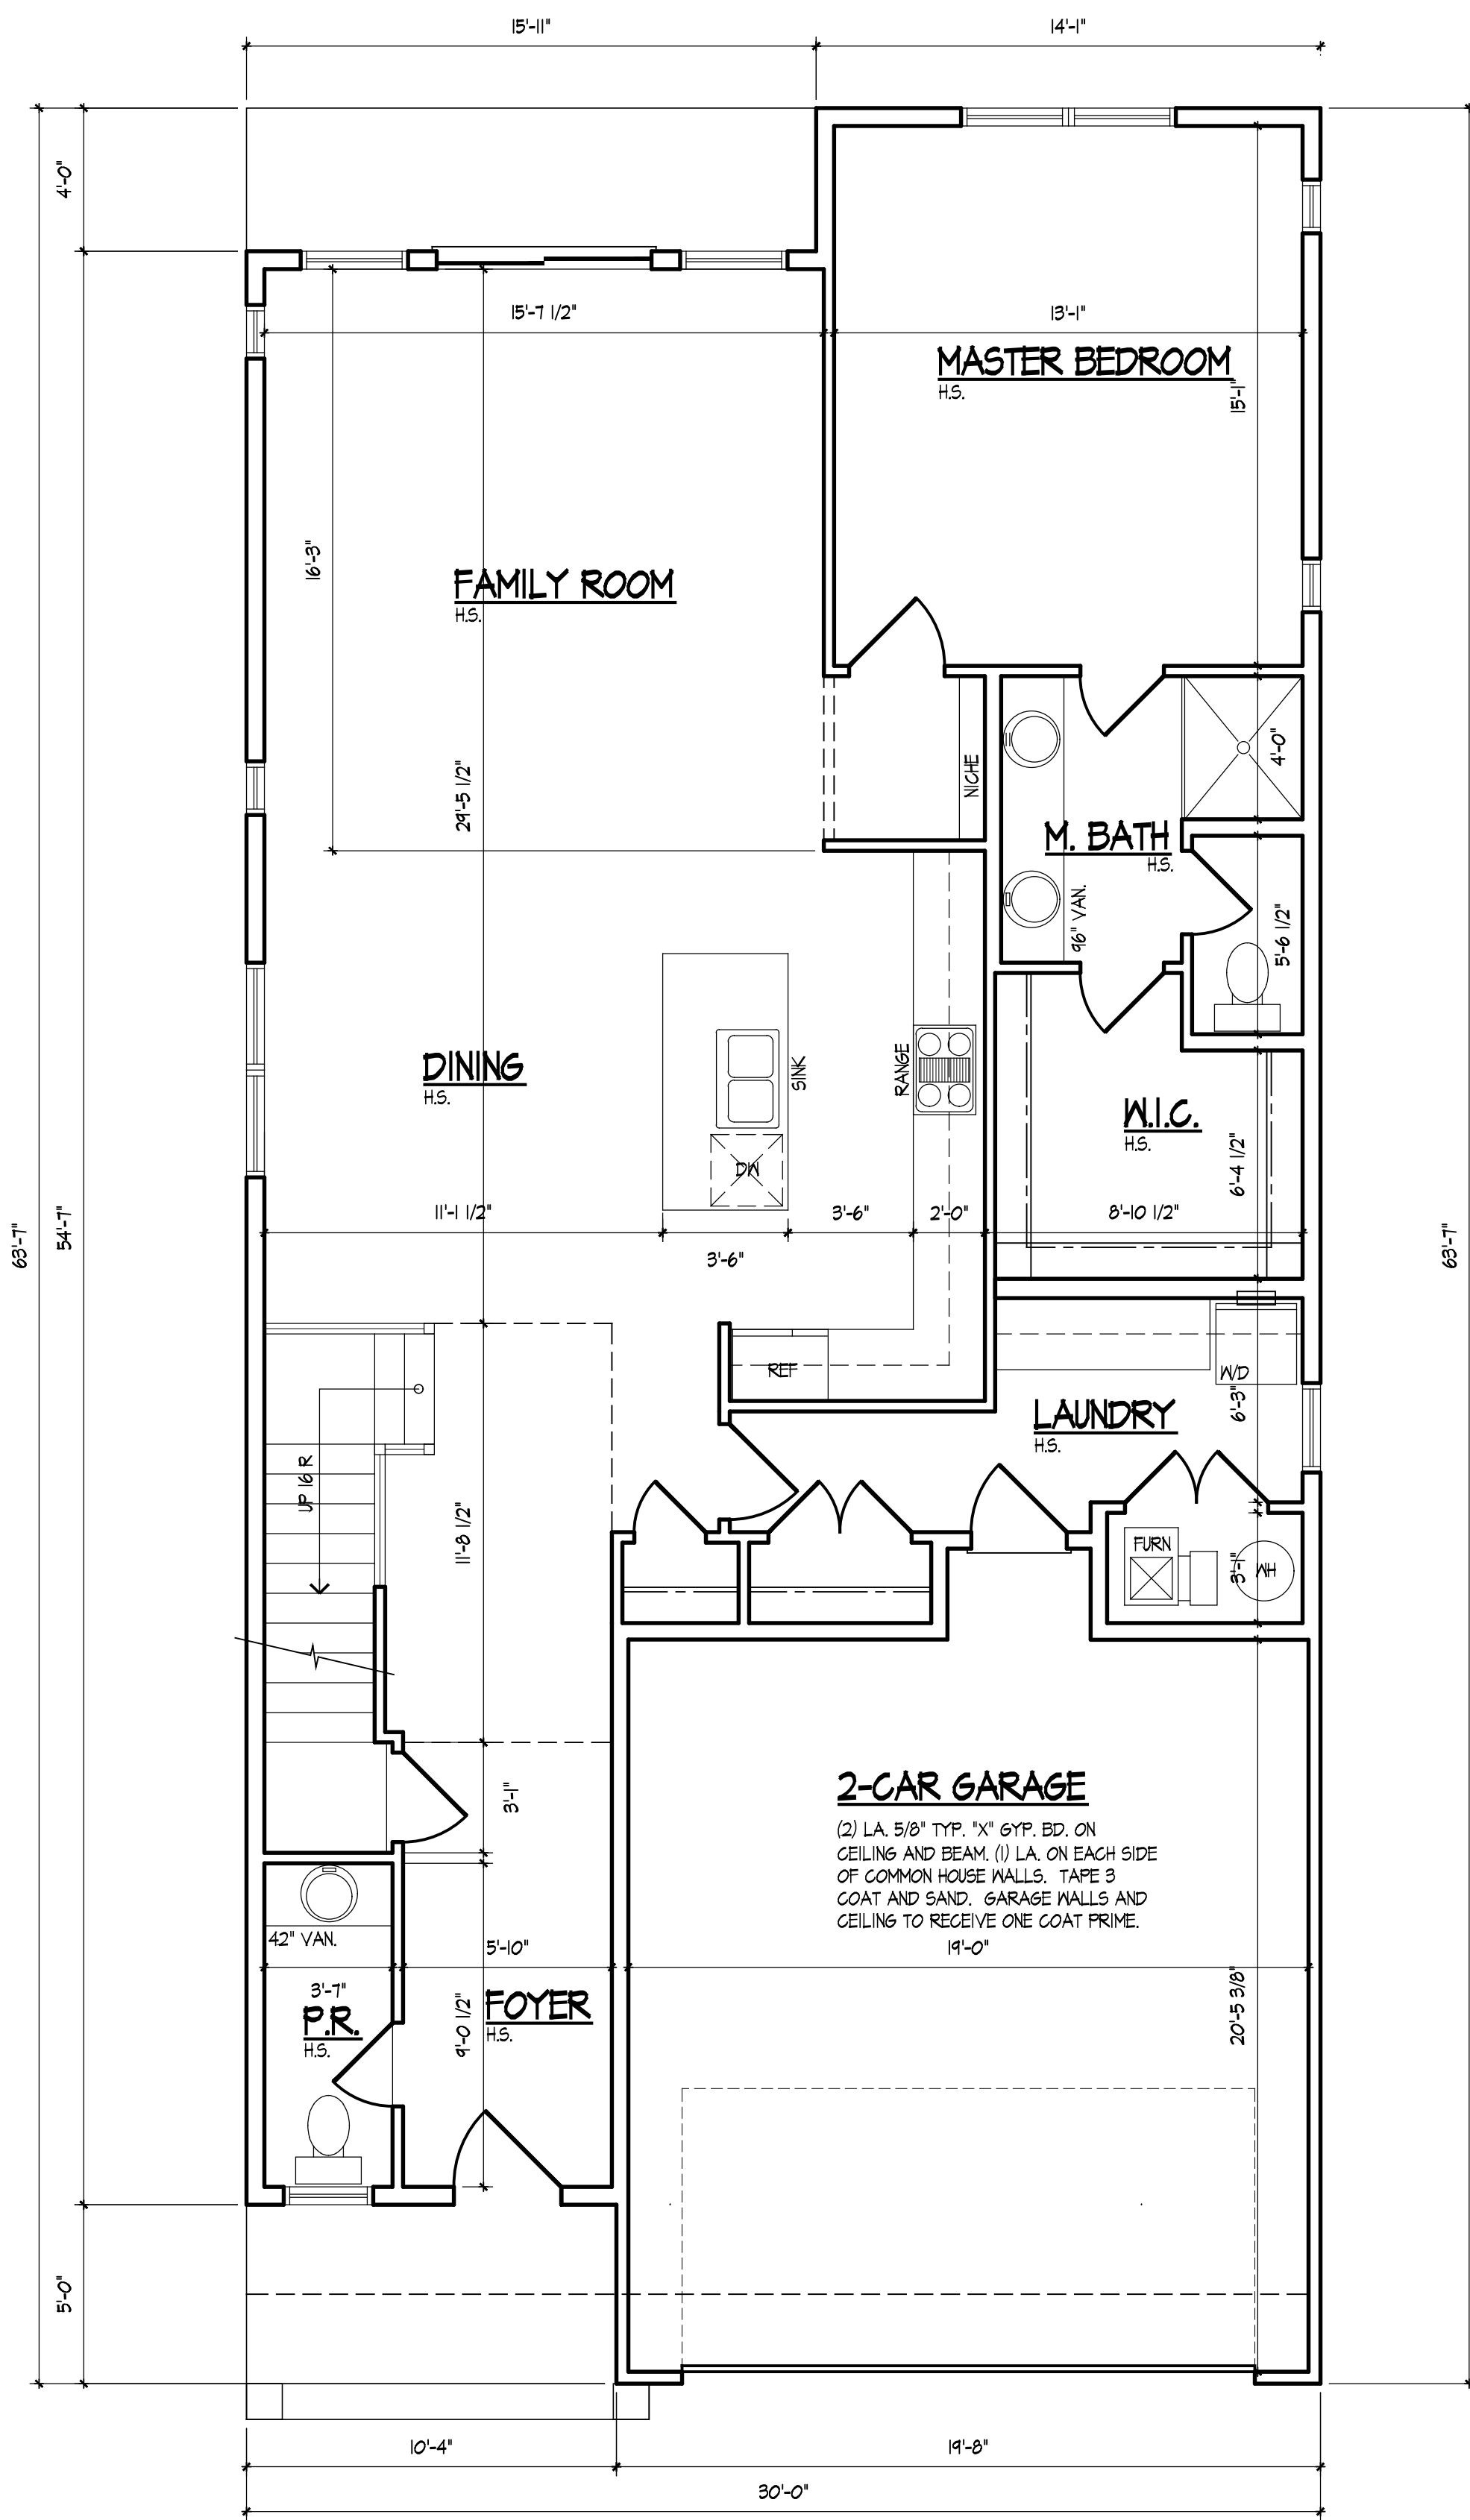 15'-11"
14'-1"
4'-0"
15'-7 1/2"
13'-1"
MASTER BEDROOM
H.S.
15'-1"
16'-3"
FAMILY ROOM
H.S.
29'-5 1/2"
NICHE
4'-0"
M. BATH
H.S.
96" VAN.
5'-6 1/2"
DINING
H.S.
SINK
RANGE
DW
W.I.C.
H.S.
6'-4 1/2"
11'-1 1/2"
3'-6"
2'-0"
8'-10 1/2"
3'-6"
63'-7"
54'-7"
63'-7"
REF
W/D
6'-3"
LAUNDRY
H.S.
UP 16 R
11'-8 1/2"
FURN
WH
3'-1"
3'-1"
2-CAR GARAGE
(2) LA. 5/8" TYP. "X" GYP. BD. ON
CEILING AND BEAM. (1) LA. ON EACH SIDE
OF COMMON HOUSE WALLS. TAPE 3
COAT AND SAND. GARAGE WALLS AND
CEILING TO RECEIVE ONE COAT PRIME.
42" VAN.
5'-10"
19'-0"
3'-7"
P.R.
H.S.
9'-0 1/2"
FOYER
H.S.
20'-5 3/8"
5'-0"
10'-4"
19'-8"
30'-0"